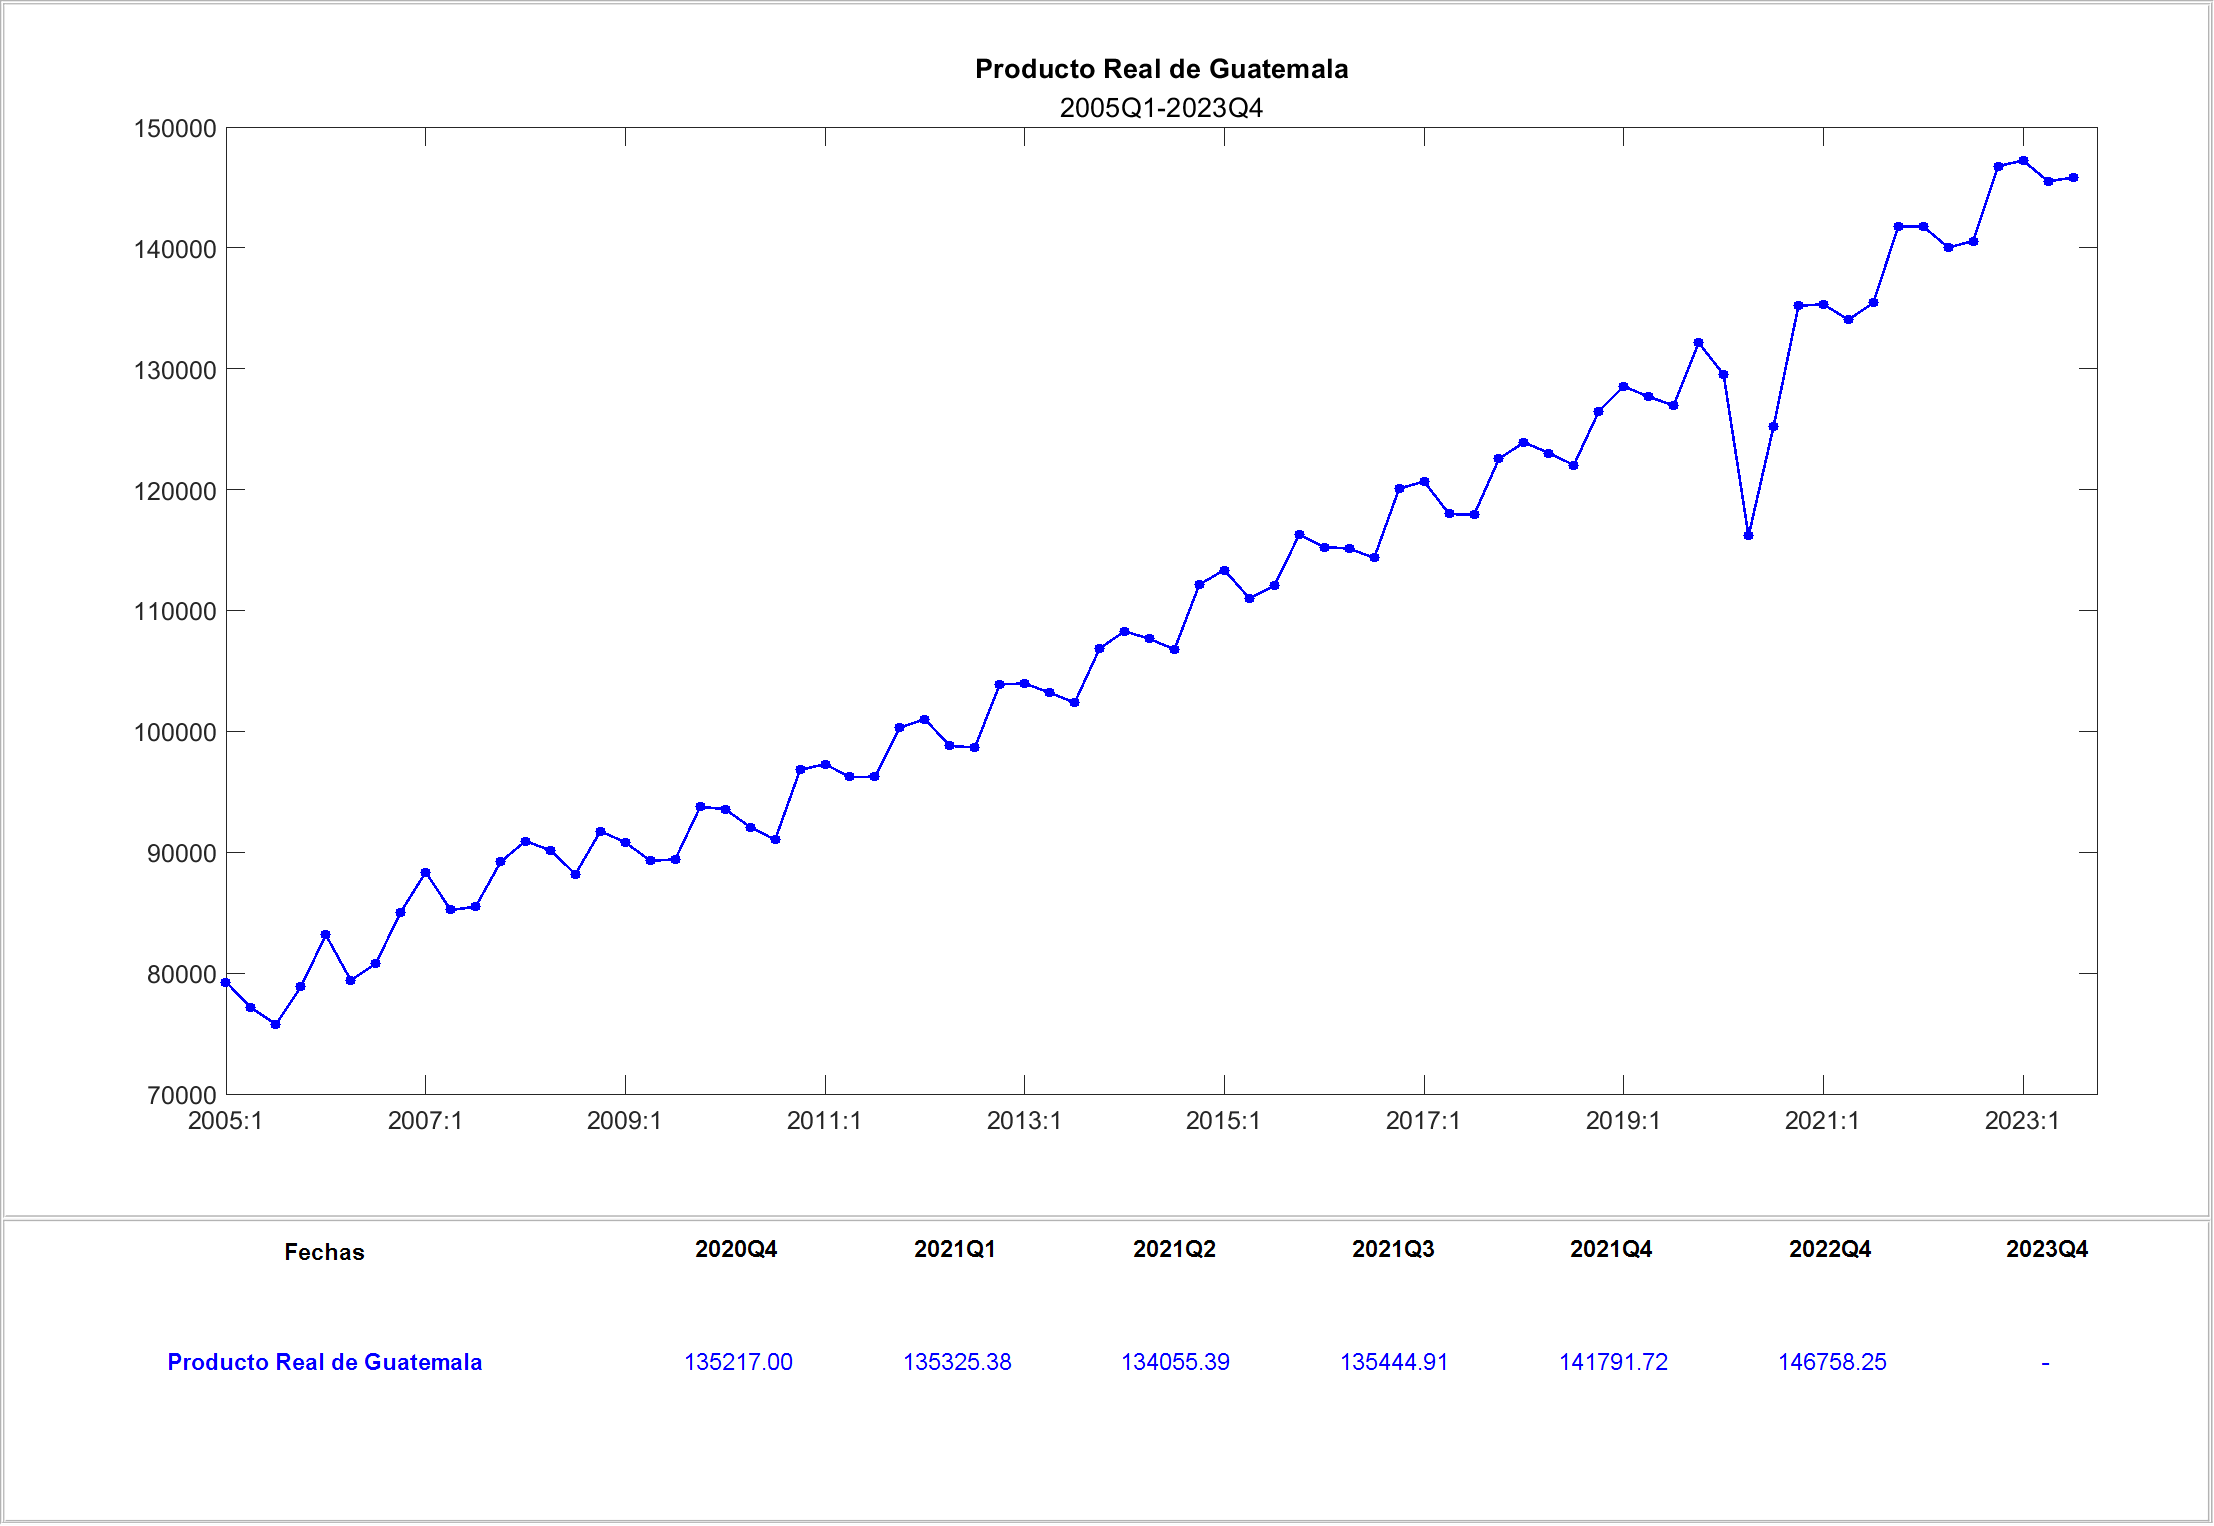 Producto Real de Guatemala
2005Q1-2023Q4
150000
140000
130000
120000
110000
100000
90000
80000
70000
2005:1 2007:1 2009:1 2011:1 2013:1 2015:1 2017:1 2019:1 2021:1 2023:1
Fechas 2020Q4 2021Q1 2021Q2 2021Q3 2021Q4 2022Q4 2023Q4
Producto Real de Guatemala 135217.00 135325.38 134055.39 135444.91 141791.72 146758.25 -